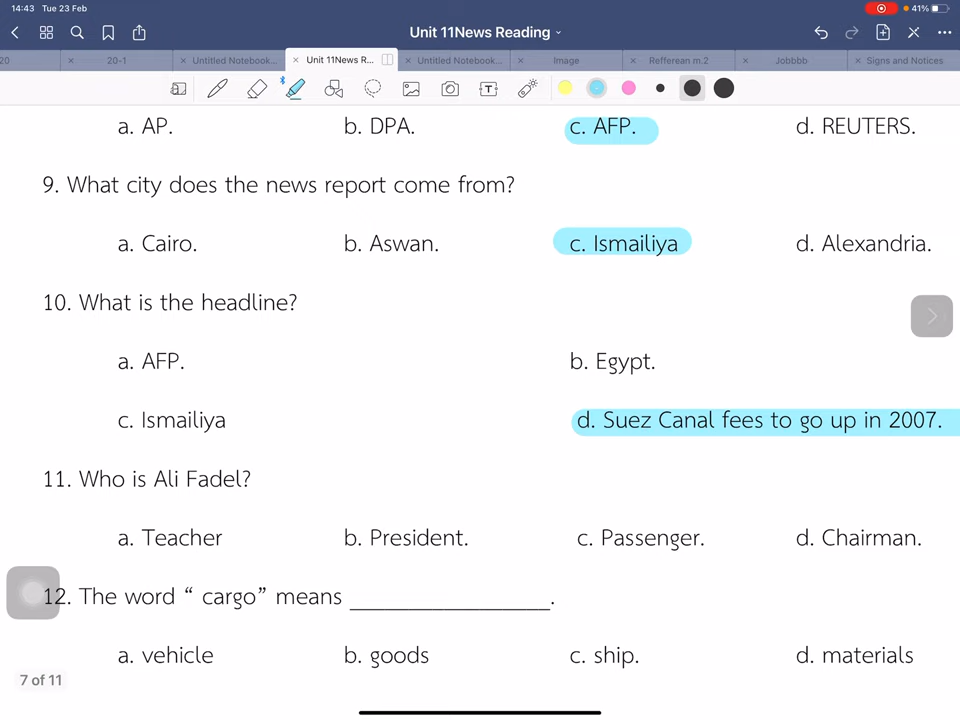 14:43 Tue 23 Feb
41%
Unit 11News Reading
20
20-1
Untitled Notebook...
Unit 11News R...
Untitled Notebook...
Image
Refferean m.2
Jobbbb
Signs and Notices
a. AP. b. DPA. c. AFP. d. REUTERS.
9. What city does the news report come from?
a. Cairo. b. Aswan. c. Ismailiya d. Alexandria.
10. What is the headline?
a. AFP. b. Egypt.
c. Ismailiya d. Suez Canal fees to go up in 2007.
11. Who is Ali Fadel?
a. Teacher b. President. c. Passenger. d. Chairman.
12. The word “ cargo” means _________________.
a. vehicle b. goods c. ship. d. materials
7 of 11